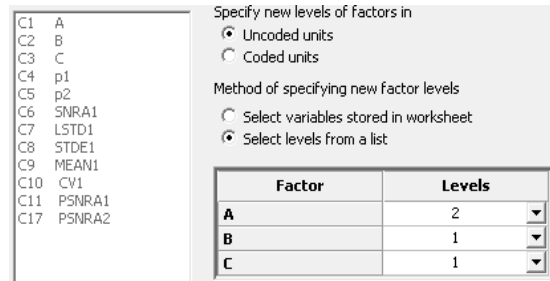 C1 A
C2 B
C3 C
C4 p1
C5 p2
C6 SNRA1
C7 LSTD1
C8 STDE1
C9 MEAN1
C10 CV1
C11 PSNRA1
C17 PSNRA2
Specify new levels of factors in
Uncoded units
Coded units
Method of specifying new factor levels
Select variables stored in worksheet
Select levels from a list
Factor Levels
A 2
B 1
C 1